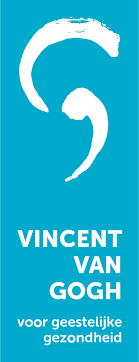 VINCENT
VAN
GOGH
voor geestelijke
gezondheid